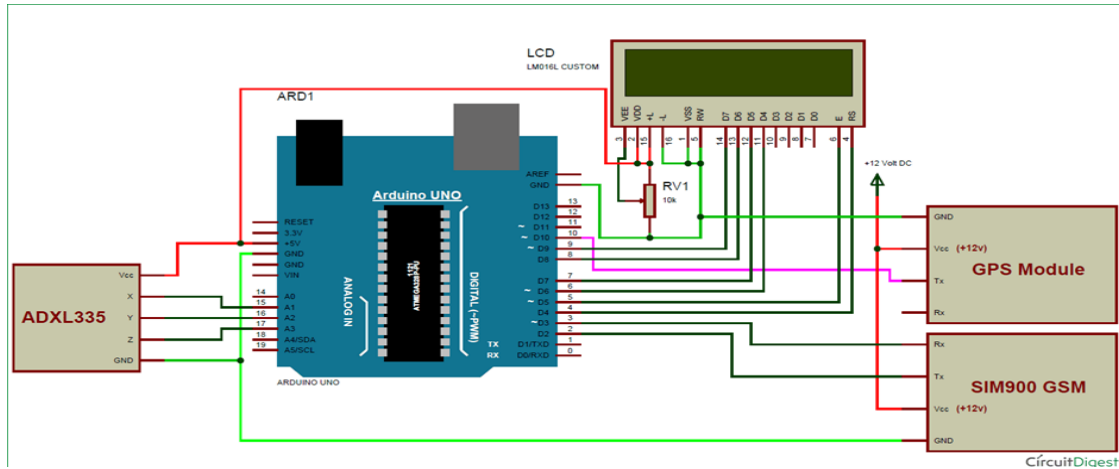 LCD
LM016L CUSTOM
VEE VDD +L -L VSS RW D7 D6 D5 D4 D3 D2 D1 D0 E RS
3 2 15 16 1 5 14 13 12 11 10 9 8 7 6 4
ARD1
Arduino UNO
RESET
3.3V
+5V
GND
GND
VIN
14 A0
15 A1
16 A2
17 A3
18 A4/SDA
19 A5/SCL
ANALOG IN
1121
DIGITAL (~PWM)
AREF
GND
D13 13
D12 12
~ D11 11
~ D10 10
~ D9 9
D8 8
D7 7
~ D6 6
~ D5 5
D4 4
~ D3 3
D2 2
TX D1/TXD 1
RX D0/RXD 0
ARDUINO UNO
ADXL335
Vcc
X
Y
Z
GND
RV1
10k
+12 Volt DC
GND
Vcc (+12v)
Tx
Rx
GPS Module
Rx
Tx
Vcc (+12v)
GND
SIM900 GSM
CircuitDigest